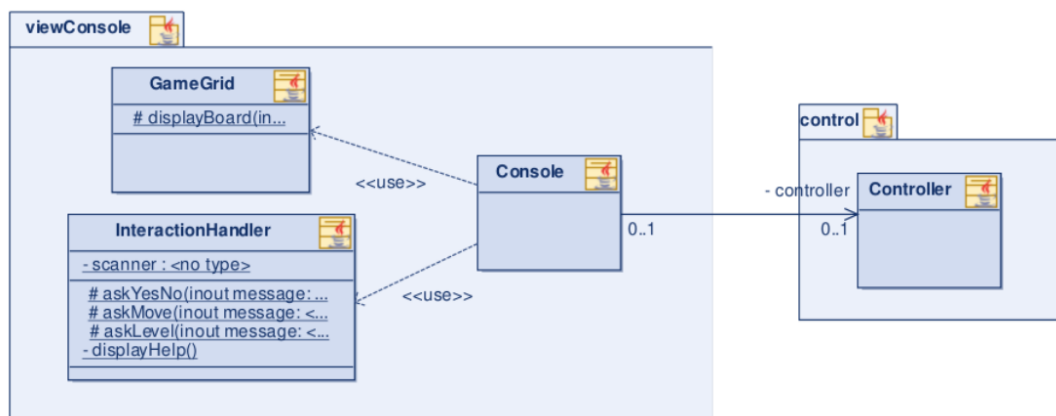 viewConsole
GameGrid
# displayBoard(in...
<<use>>
Console
InteractionHandler
- scanner : <no type>
# askYesNo(inout message: ...
# askMove(inout message: <...
# askLevel(inout message: <...
- displayHelp()
<<use>>
0..1
- controller
0..1
control
Controller